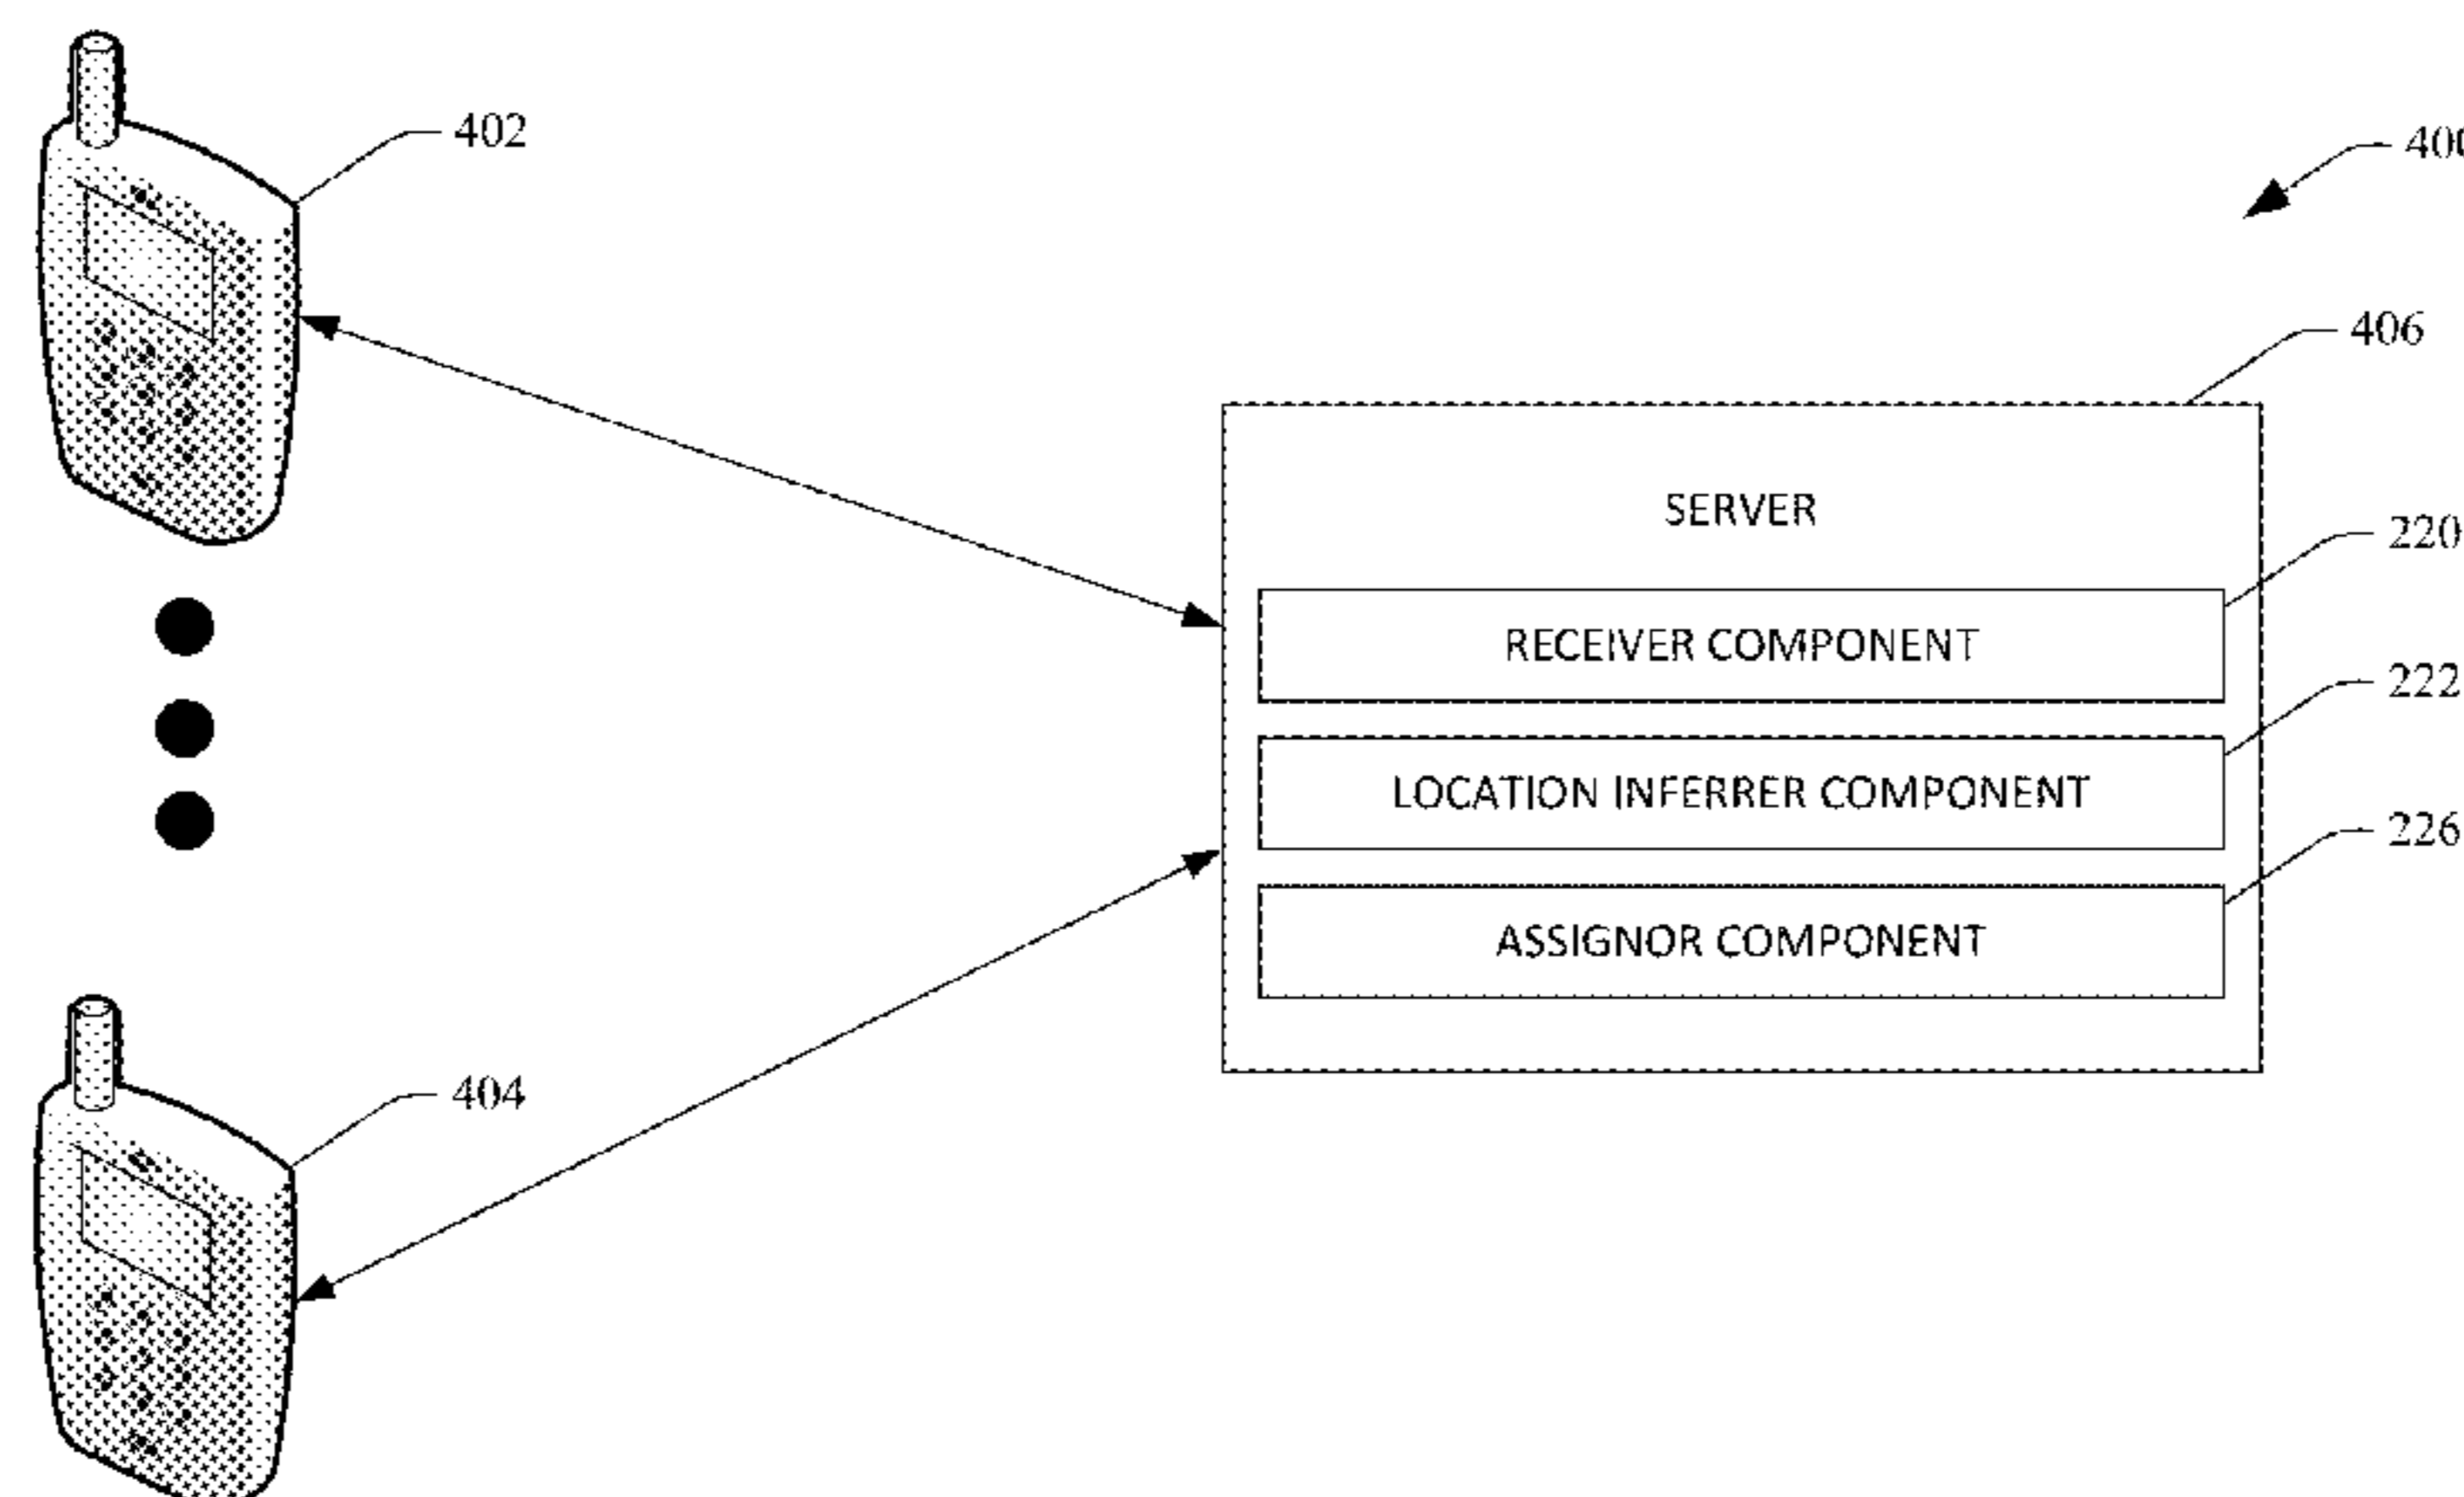 402
400
406
SERVER
220
RECEIVER COMPONENT
222
LOCATION INFERRER COMPONENT
226
ASSIGNOR COMPONENT
404